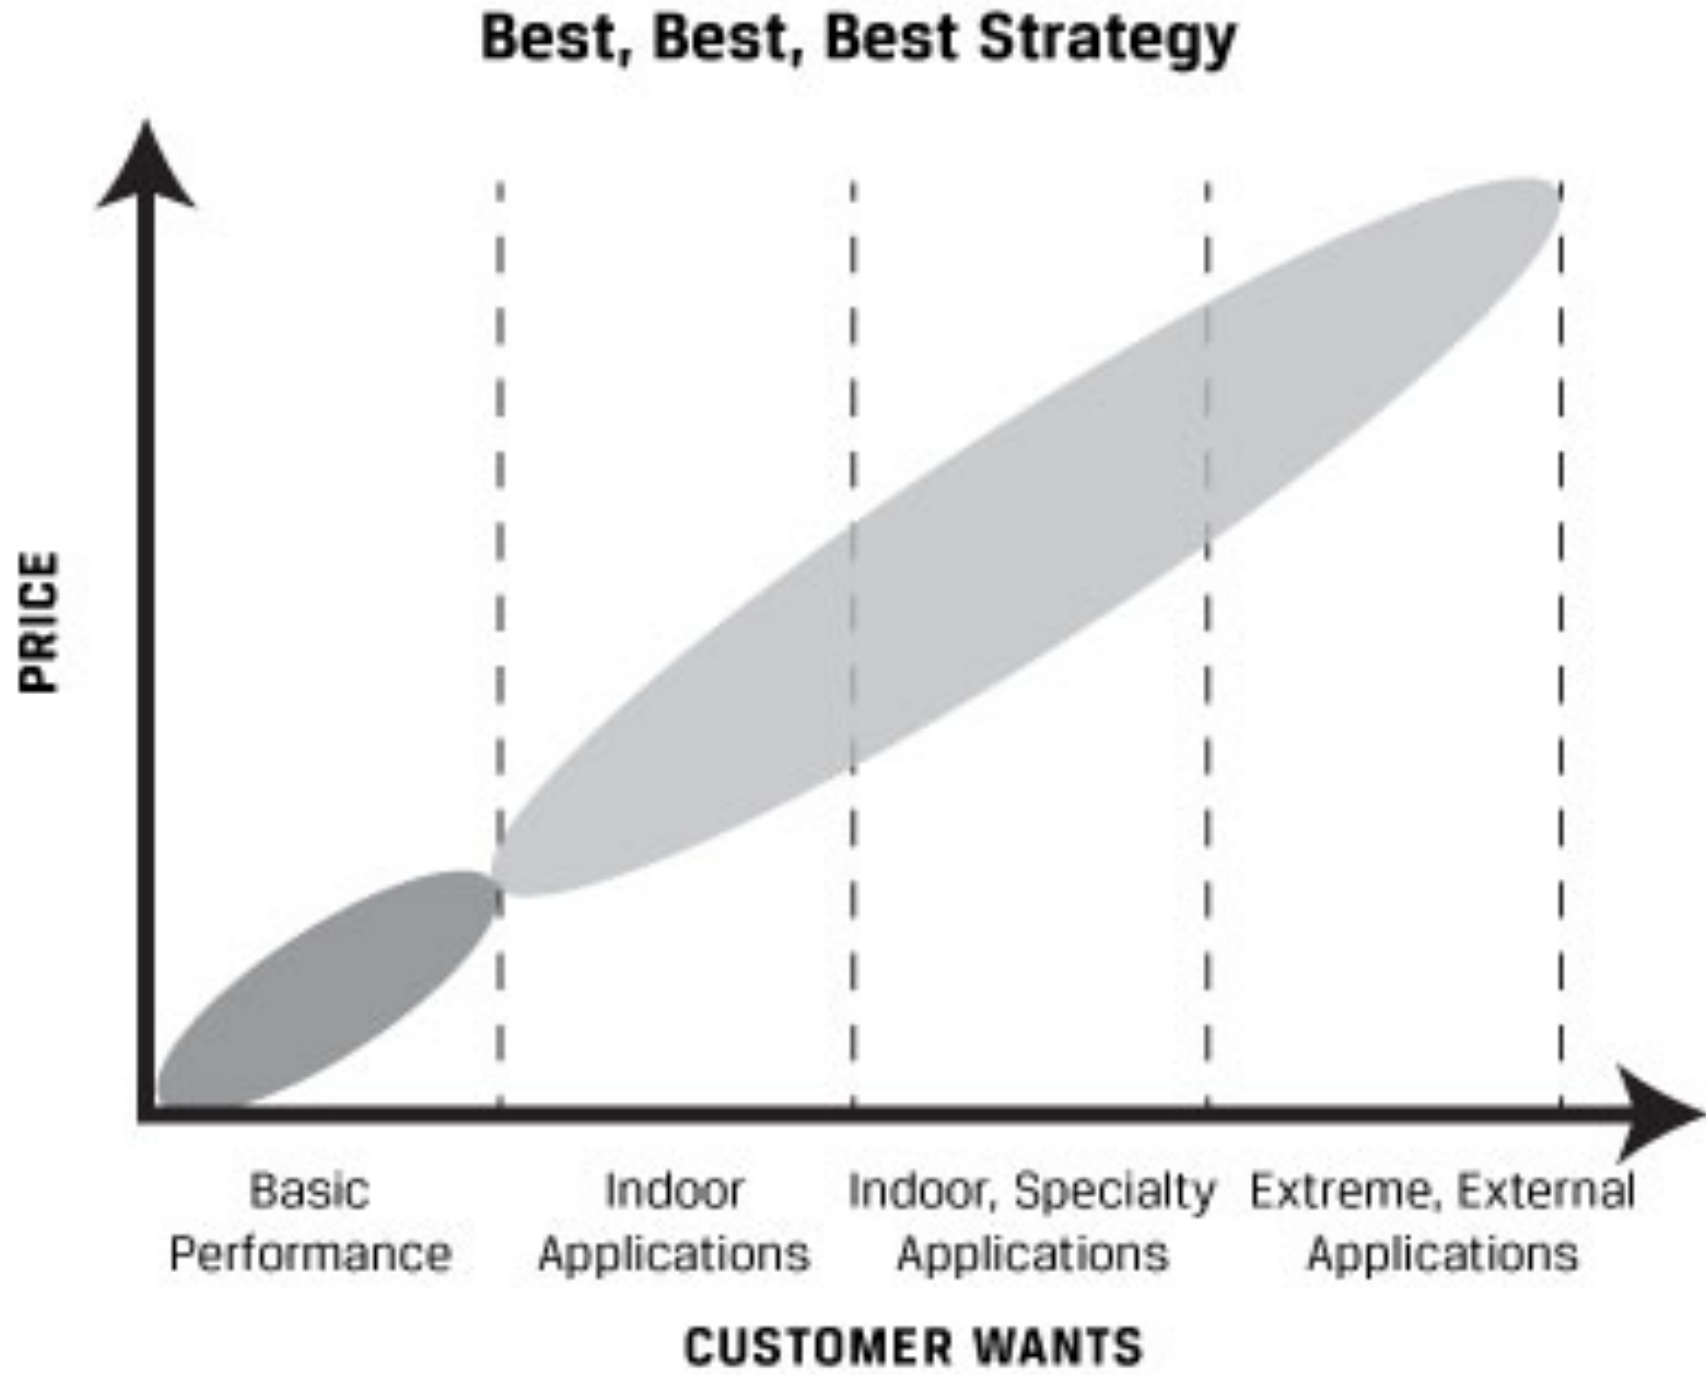 Best, Best, Best Strategy
PRICE
Basic
Performance
Indoor
Applications
Indoor, Specialty
Applications
Extreme, External
Applications
CUSTOMER WANTS